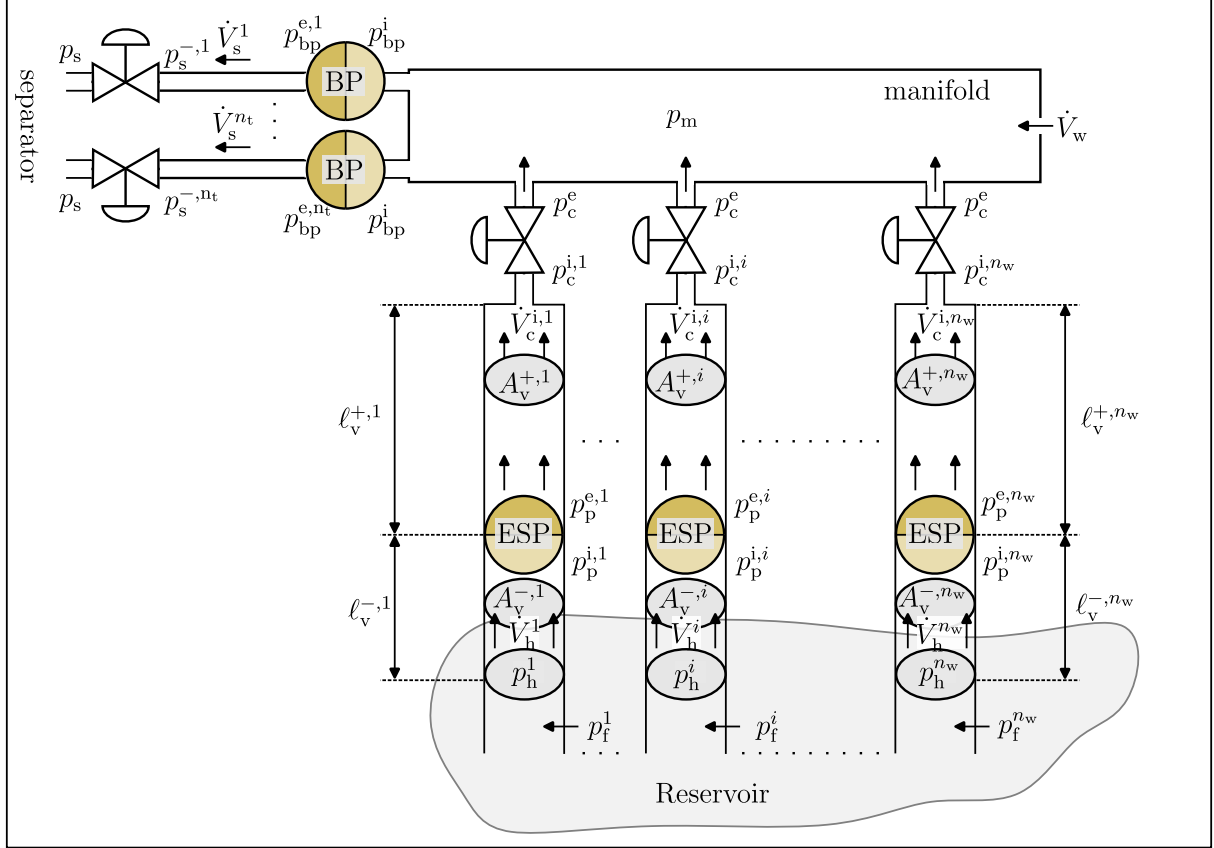 p_bp^{e,1} p_bp^i
p_s p_s^{-,1} V̇_s^1
BP
manifold
p_m
V̇_w
separator
V̇_s^{n_t}
BP
p_s p_s^{-,n_t}
p_bp^{e,n_t} p_bp^i
p_c^e p_c^e p_c^e
p_c^{i,1} p_c^{i,i} p_c^{i,n_w}
V̇_c^{i,1} V̇_c^{i,i} V̇_c^{i,n_w}
A_v^{+,1} A_v^{+,i} A_v^{+,n_w}
ℓ_v^{+,1} ℓ_v^{+,n_w}
p_p^{e,1} p_p^{e,i} p_p^{e,n_w}
ESP ESP ESP
p_p^{i,1} p_p^{i,i} p_p^{i,n_w}
A_v^{-,1} A_v^{-,i} A_v^{-,n_w}
ℓ_v^{-,1} ℓ_v^{-,n_w}
V̇_h^1 V̇_h^i V̇_h^{n_w}
p_h^1 p_h^i p_h^{n_w}
p_f^1 p_f^i p_f^{n_w}
Reservoir